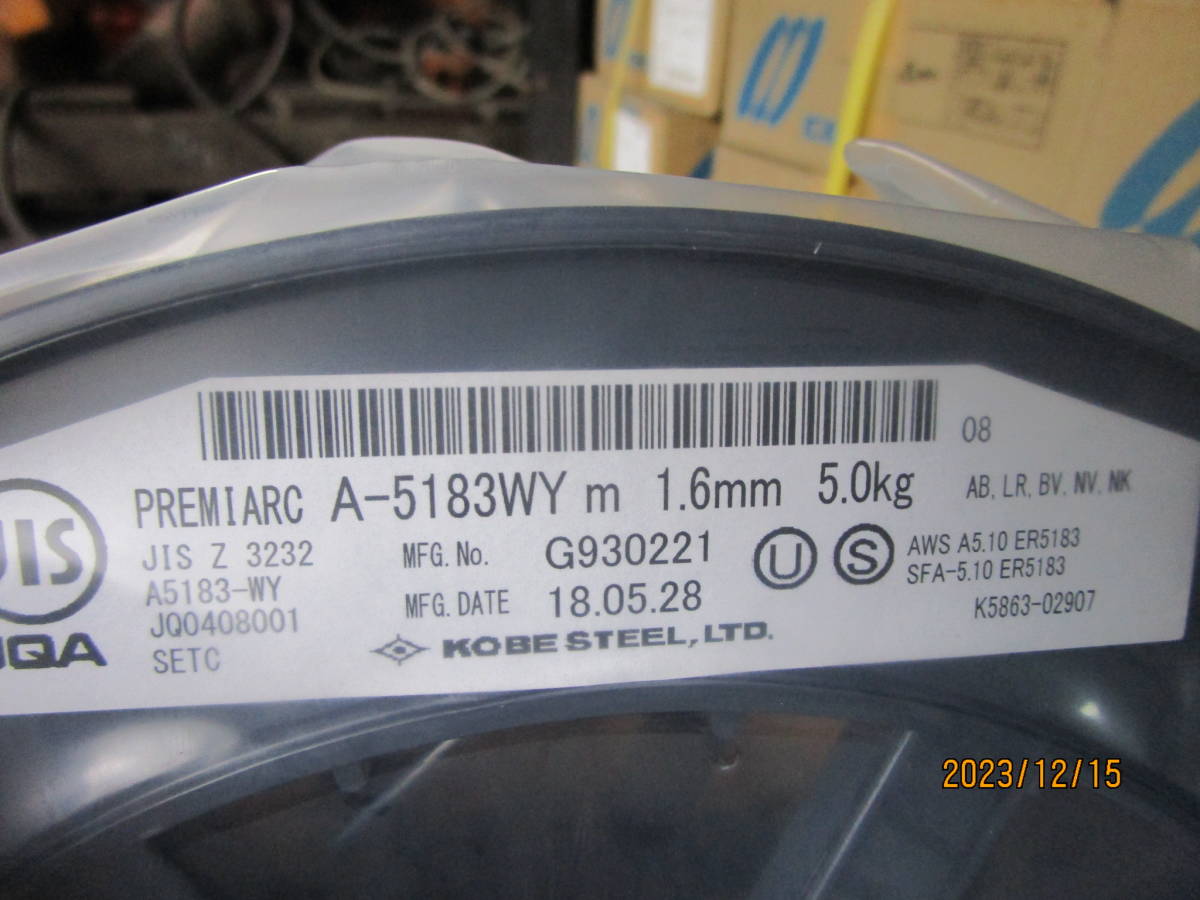 08
PREMIARC A-5183WY m 1.6mm 5.0kg
AB, LR, BV, NV, NK
JIS
JIS Z 3232
A5183-WY
JQ0408001
SETC
JQA
MFG. No. G930221
MFG. DATE 18.05.28
KOBE STEEL, LTD.
U S
AWS A5.10 ER5183
SFA-5.10 ER5183
K5863-02907
2023/12/15